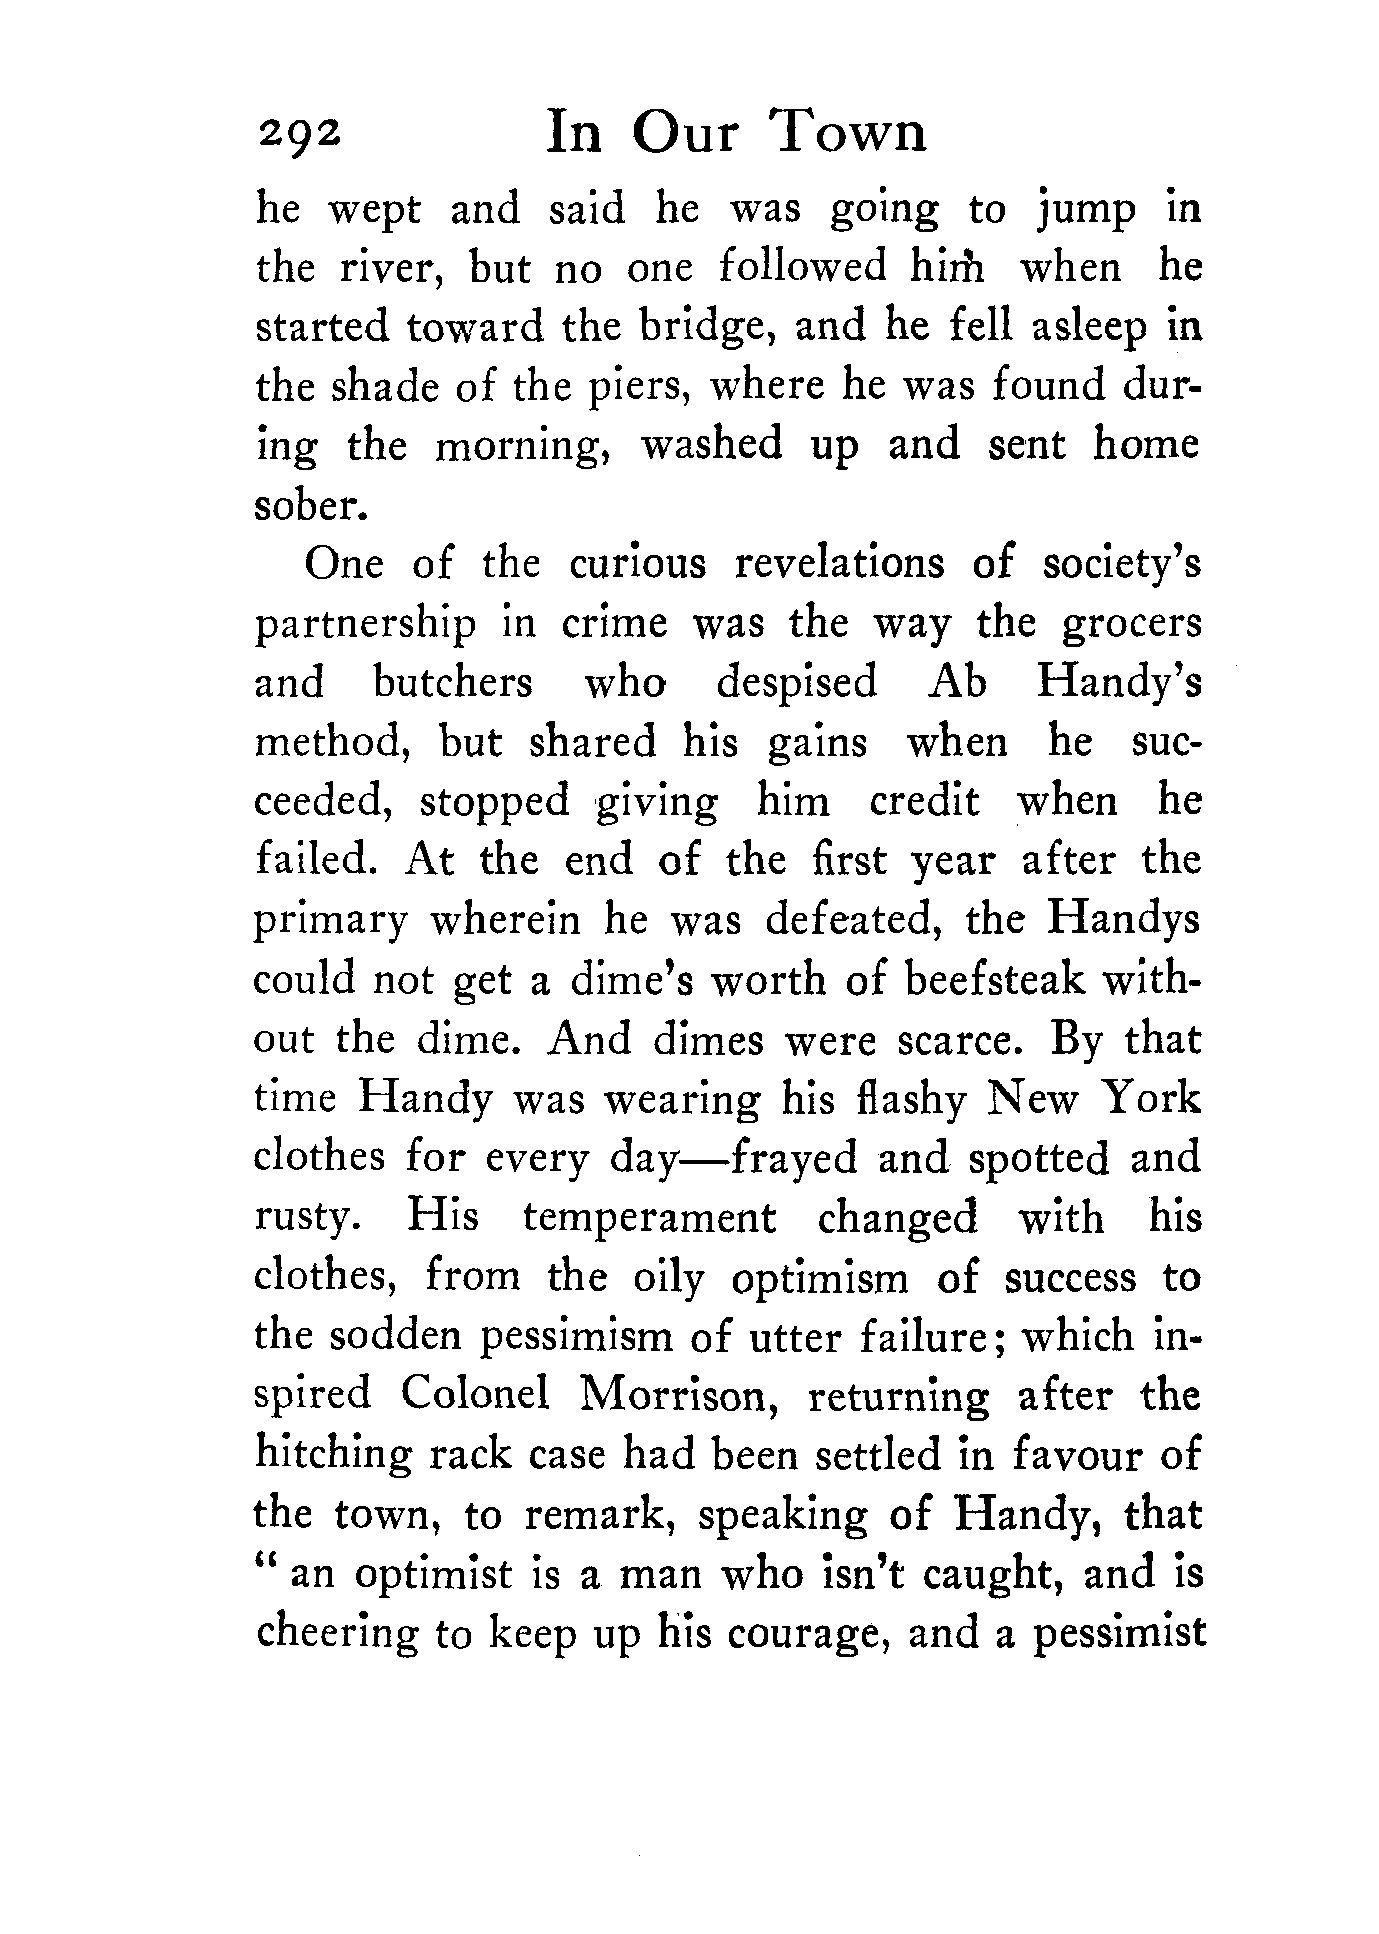 292 In Our Town
he wept and said he was going to jump in
the river, but no one followed him when he
started toward the bridge, and he fell asleep in
the shade of the piers, where he was found dur-
ing the morning, washed up and sent home
sober.
One of the curious revelations of society's
partnership in crime was the way the grocers
and butchers who despised Ab Handy's
method, but shared his gains when he suc-
ceeded, stopped giving him credit when he
failed. At the end of the first year after the
primary wherein he was defeated, the Handys
could not get a dime's worth of beefsteak with-
out the dime. And dimes were scarce. By that
time Handy was wearing his flashy New York
clothes for every day—frayed and spotted and
rusty. His temperament changed with his
clothes, from the oily optimism of success to
the sodden pessimism of utter failure; which in-
spired Colonel Morrison, returning after the
hitching rack case had been settled in favour of
the town, to remark, speaking of Handy, that
“ an optimist is a man who isn't caught, and is
cheering to keep up his courage, and a pessimist